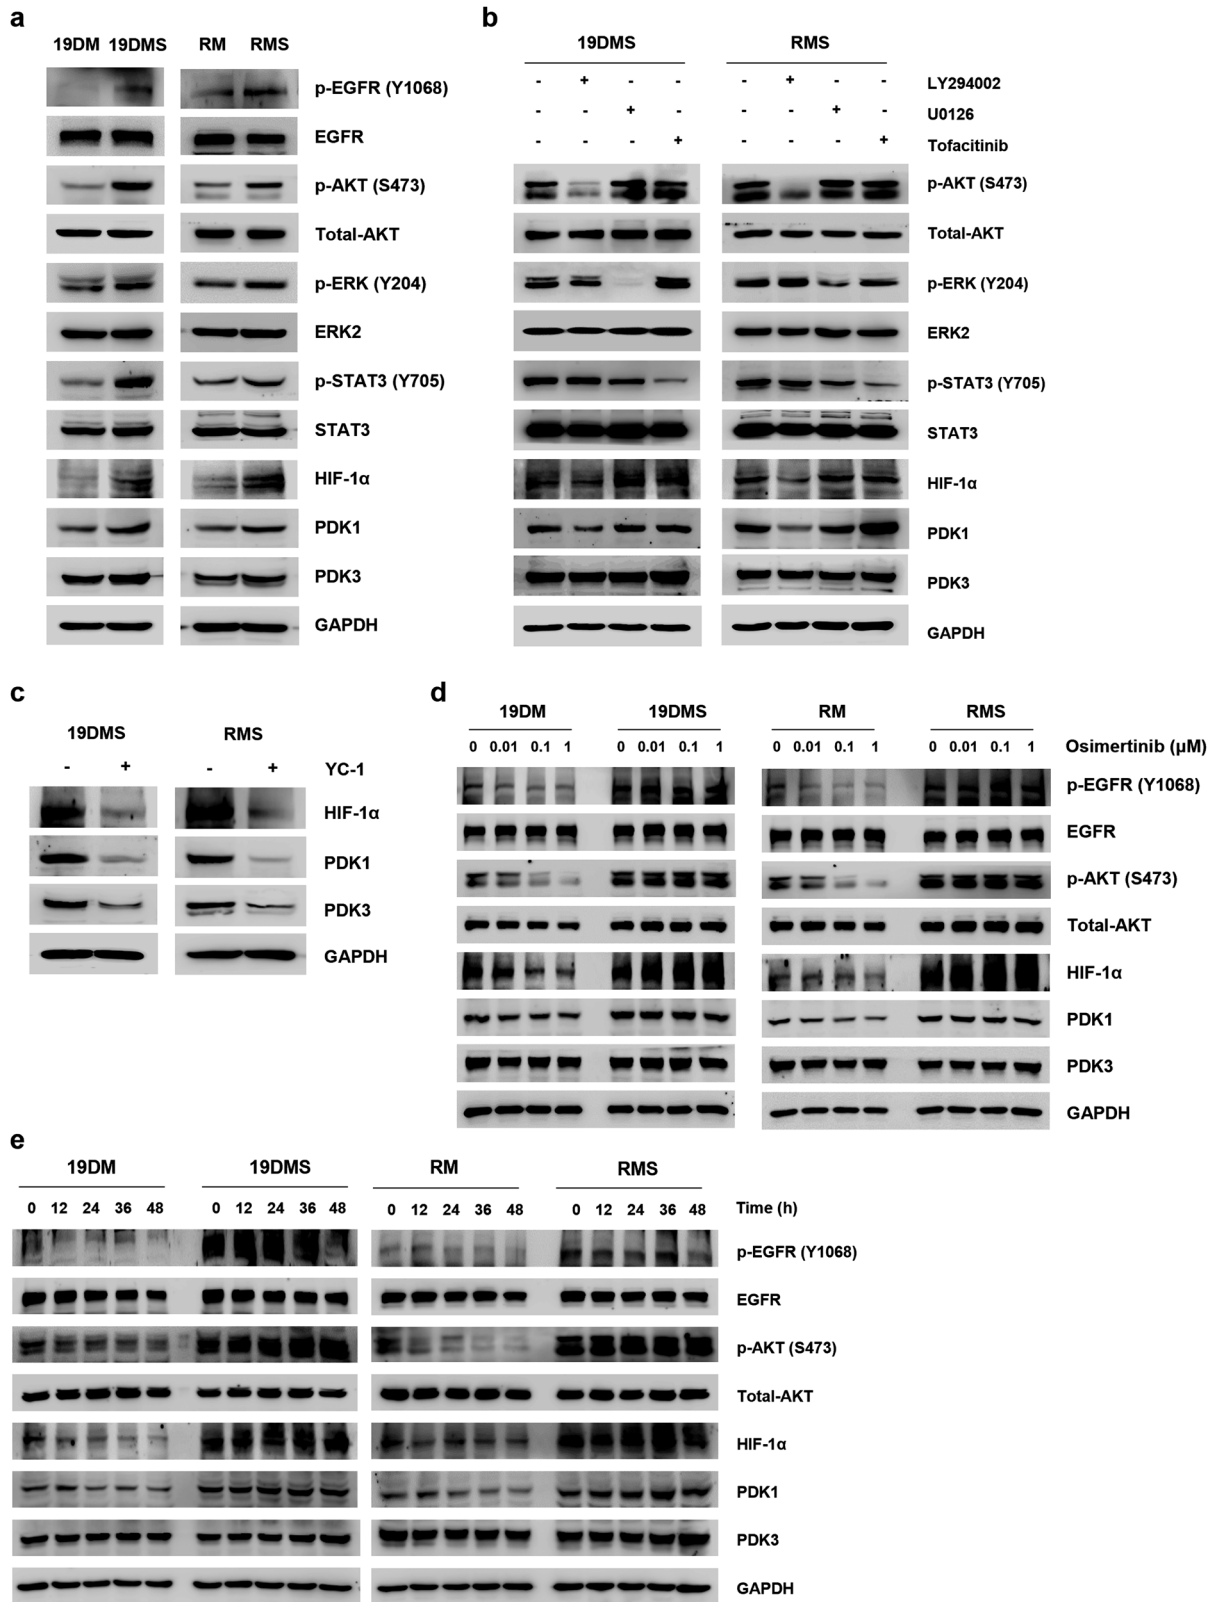 a
19DM 19DMS RM RMS
p-EGFR (Y1068)
EGFR
p-AKT (S473)
Total-AKT
p-ERK (Y204)
ERK2
p-STAT3 (Y705)
STAT3
HIF-1α
PDK1
PDK3
GAPDH
b
19DMS RMS
- + - - - + - - LY294002
- - + - - - + - U0126
- - - + - - - + Tofacitinib
p-AKT (S473)
Total-AKT
p-ERK (Y204)
ERK2
p-STAT3 (Y705)
STAT3
HIF-1α
PDK1
PDK3
GAPDH
c
19DMS RMS
- + - + YC-1
HIF-1α
PDK1
PDK3
GAPDH
d
19DM 19DMS RM RMS
0 0.01 0.1 1 0 0.01 0.1 1 0 0.01 0.1 1 0 0.01 0.1 1 Osimertinib (µM)
p-EGFR (Y1068)
EGFR
p-AKT (S473)
Total-AKT
HIF-1α
PDK1
PDK3
GAPDH
e
19DM 19DMS RM RMS
0 12 24 36 48 0 12 24 36 48 0 12 24 36 48 0 12 24 36 48 Time (h)
p-EGFR (Y1068)
EGFR
p-AKT (S473)
Total-AKT
HIF-1α
PDK1
PDK3
GAPDH